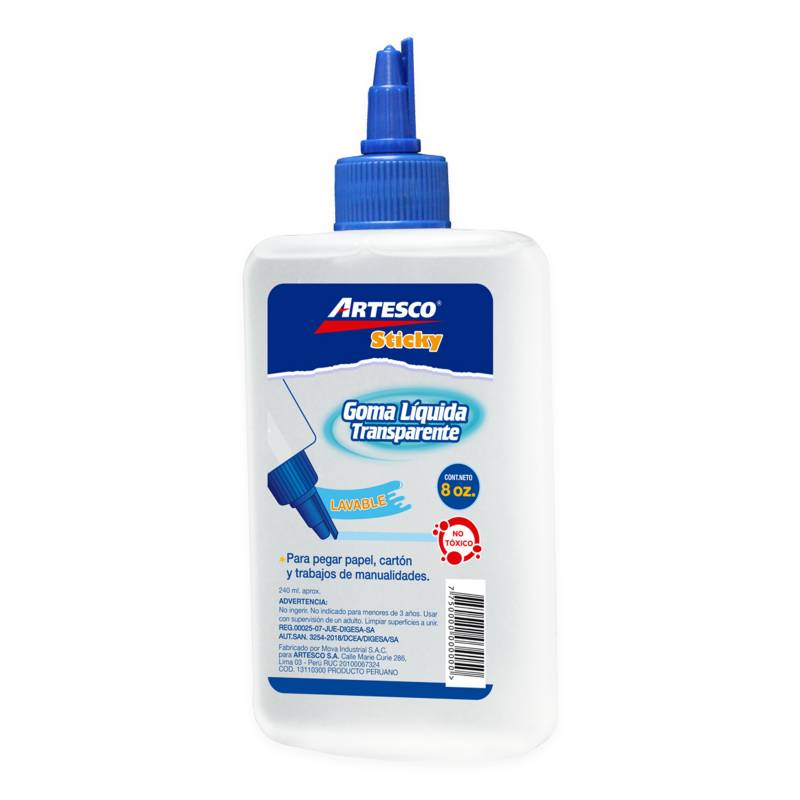 ARTESCO®
Sticky
Goma Líquida
Transparente
CONT.NETO
8 oz.
LAVABLE
NO
TÓXICO
Para pegar papel, cartón
y trabajos de manualidades.
240 ml. aprox.
ADVERTENCIA:
No ingerir. No indicado para menores de 3 años. Usar
con supervisión de un adulto. Limpiar superficies a unir.
REG.00025-07-JUE-DIGESA-SA
AUT.SAN. 3254-2018/DCEA/DIGESA/SA
Fabricado por Mova Industrial S.A.C.
para ARTESCO S.A. Calle Marie Curie 286,
Lima 03 - Perú RUC 20100067324
COD. 13110300 PRODUCTO PERUANO